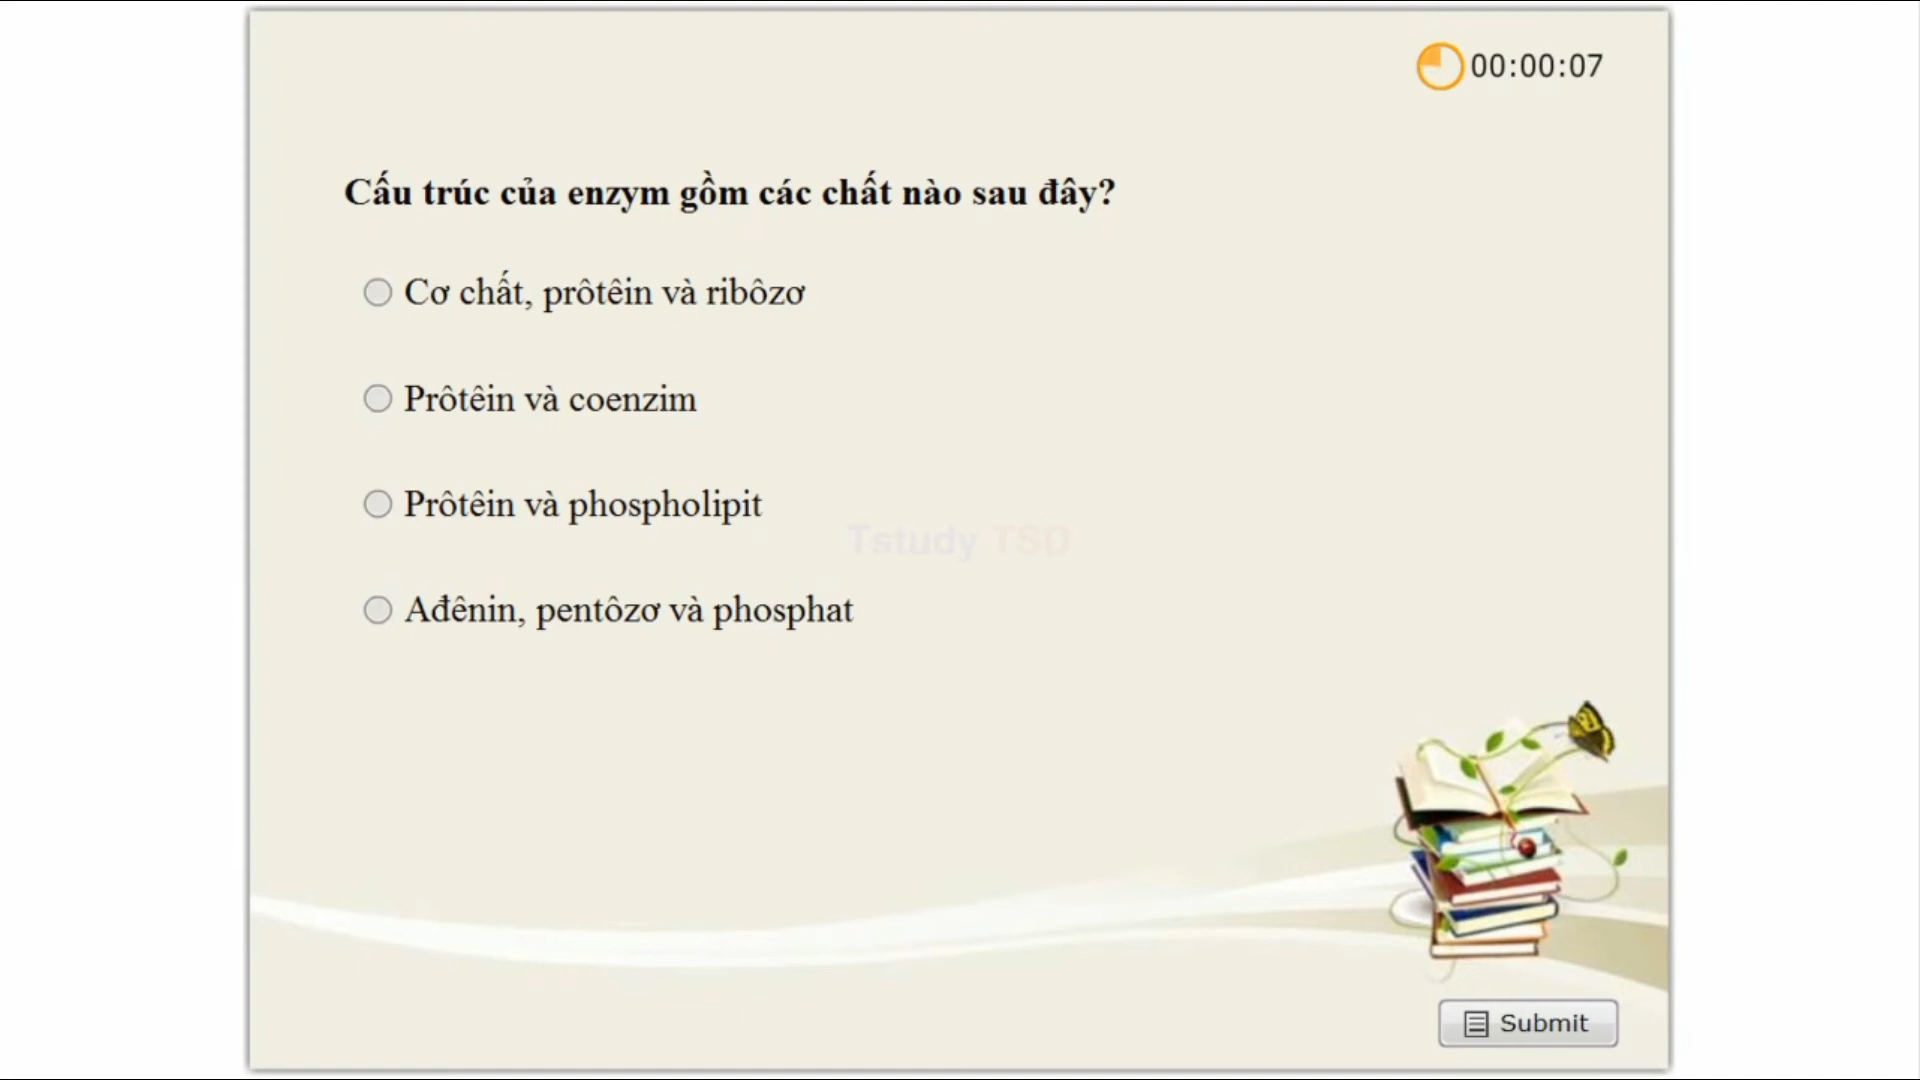 00:00:07
Cấu trúc của enzym gồm các chất nào sau đây?
Cơ chất, prôtêin và ribôzơ
Prôtêin và coenzim
Prôtêin và phospholipit
Tstudy TSD
Ađênin, pentôzơ và phosphat
Submit